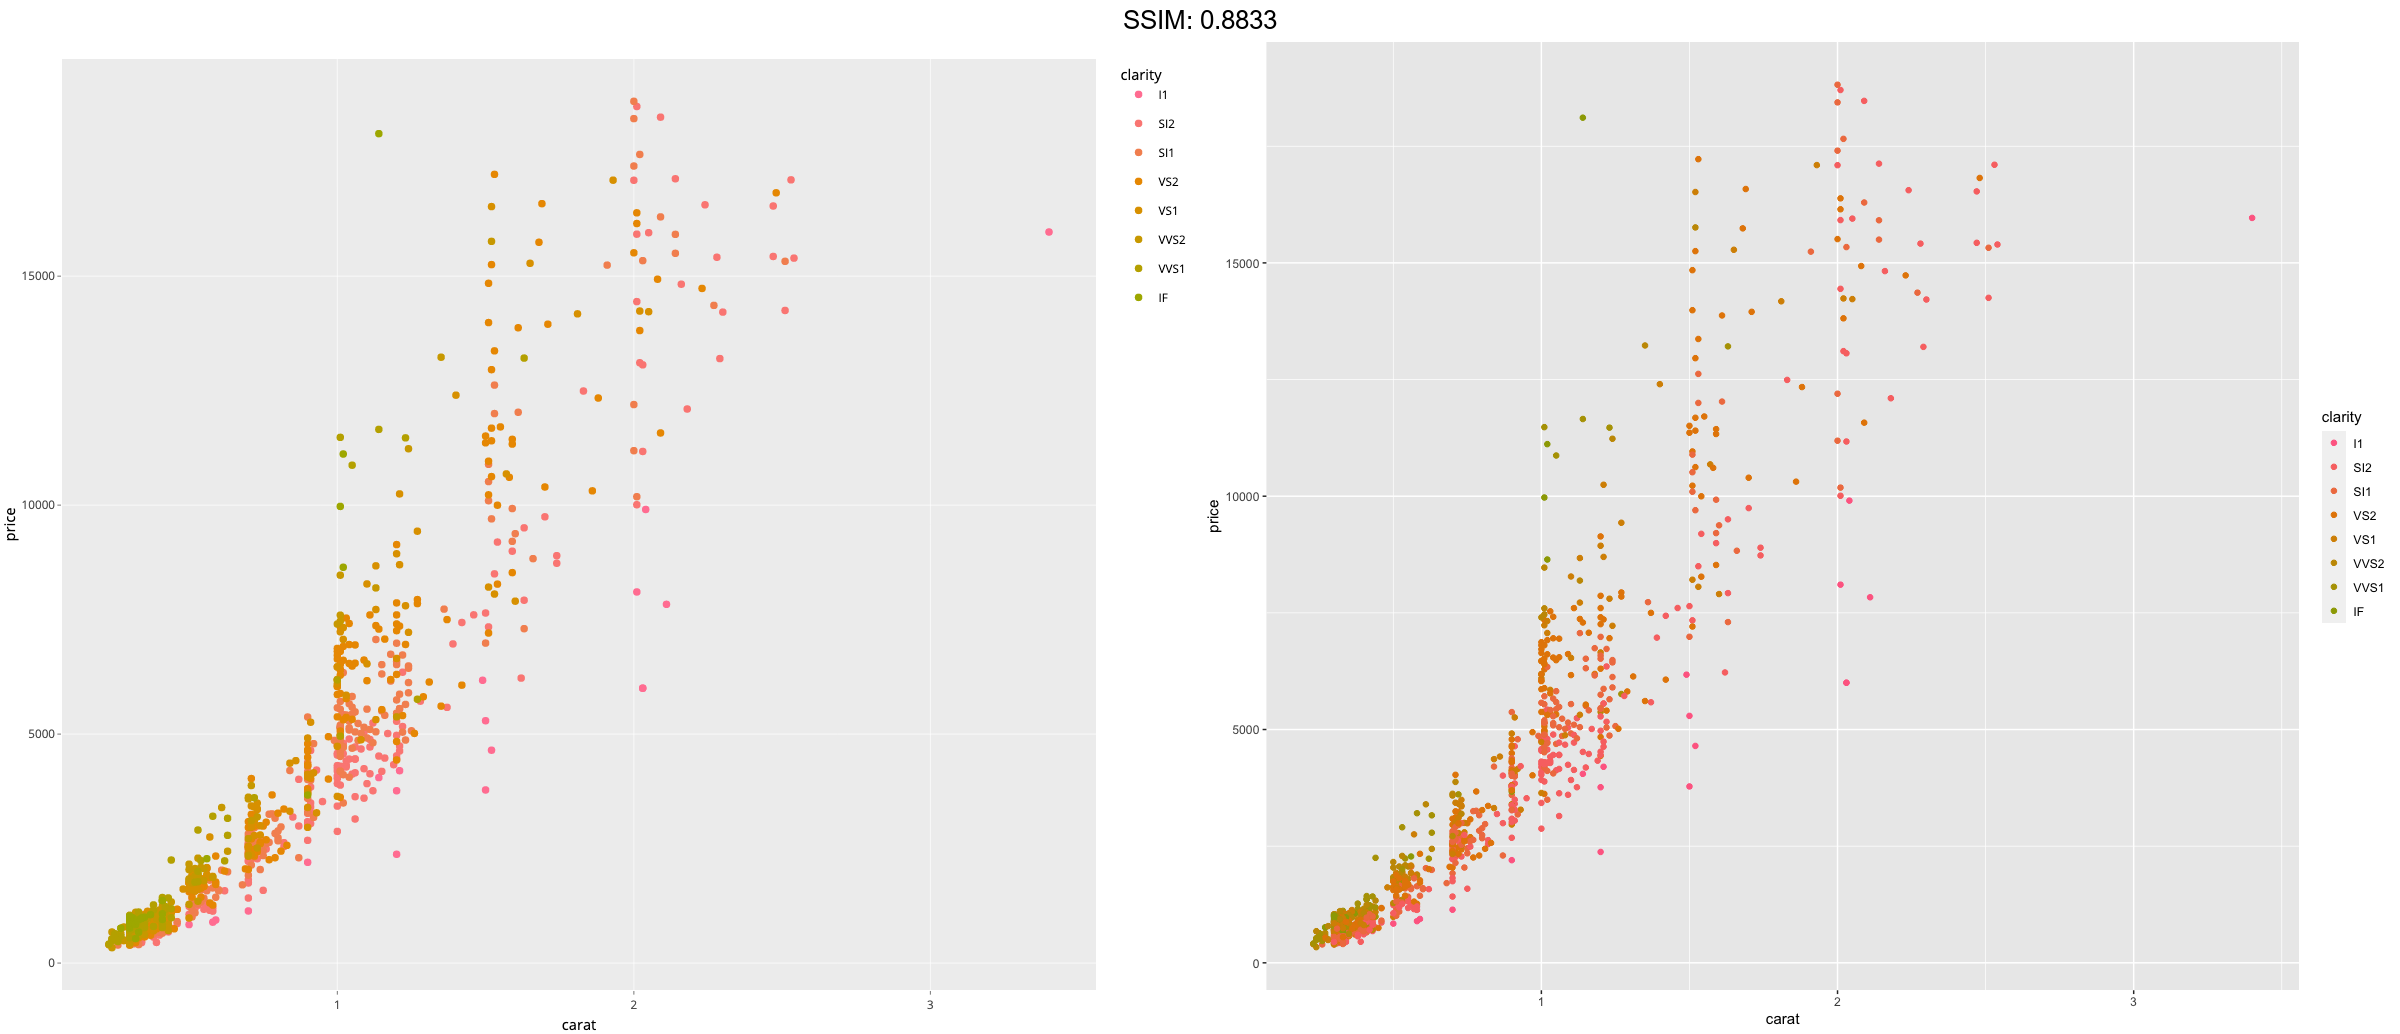 SSIM: 0.8833
price
15000
10000
5000
0
1
2
3
carat
clarity
I1
SI2
SI1
VS2
VS1
VVS2
VVS1
IF
price
15000
10000
5000
0
1
2
3
carat
clarity
I1
SI2
SI1
VS2
VS1
VVS2
VVS1
IF